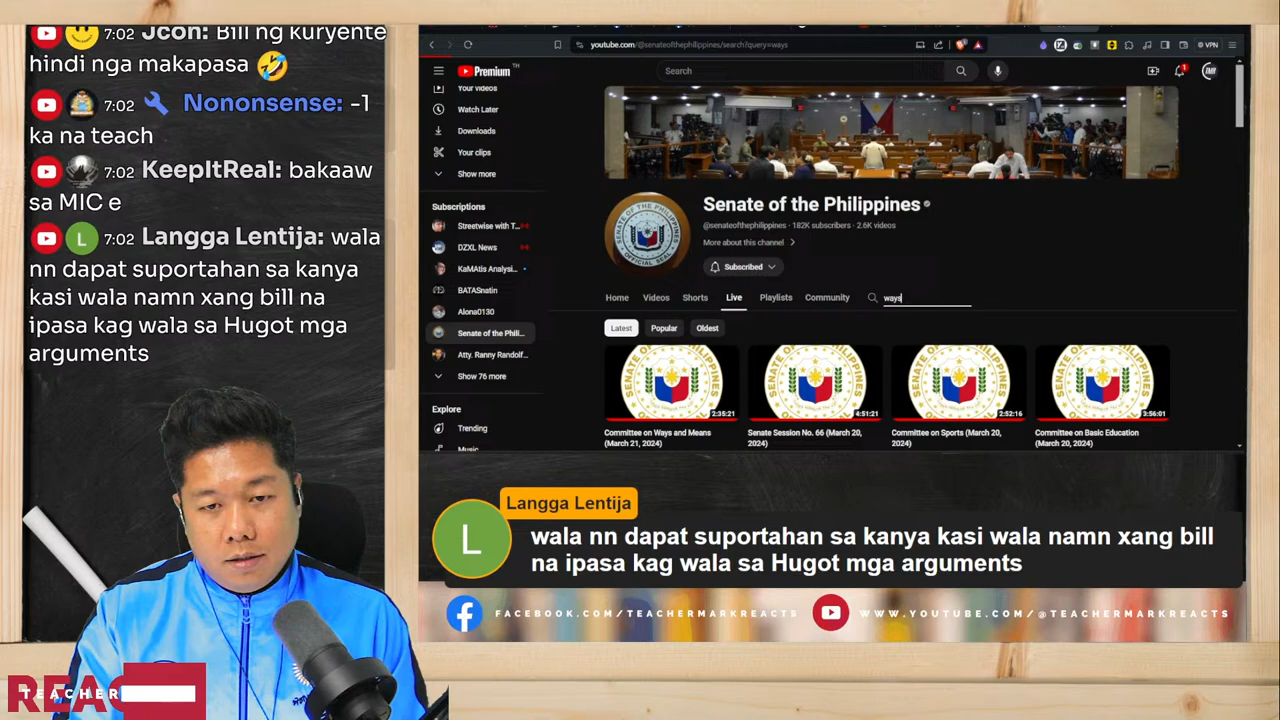 7:02 Jcon: Bill ng kuryente
hindi nga makapasa 🤣
7:02 Nononsense: -1
ka na teach
7:02 KeepItReal: bakaaw
sa MIC e
7:02 Langga Lentija: wala
nn dapat suportahan sa kanya
kasi wala namn xang bill na
ipasa kag wala sa Hugot mga
arguments
youtube.com/@senateofthephilippines/search?query=ways
VPN
Premium TH
Search
1
Your videos
Watch Later
Downloads
Your clips
Show more
Subscriptions
Streetwise with T...
DZXL News
KaMAtis Analysi...
BATASnatin
Alona0130
Senate of the Phili...
Atty. Ranny Randolf...
Show 76 more
Explore
Trending
Music
Senate of the Philippines
@senateofthephilippines · 182K subscribers · 2.6K videos
More about this channel
Subscribed
Home Videos Shorts Live Playlists Community ways
Latest Popular Oldest
2:35:21
4:51:21
2:52:16
3:56:01
Committee on Ways and Means
(March 21, 2024)
Senate Session No. 66 (March 20,
2024)
Committee on Sports (March 20,
2024)
Committee on Basic Education
(March 20, 2024)
Langga Lentija
L
wala nn dapat suportahan sa kanya kasi wala namn xang bill
na ipasa kag wala sa Hugot mga arguments
FACEBOOK.COM/TEACHERMARKREACTS
WWW.YOUTUBE.COM/@TEACHERMARKREACTS
TEACHER